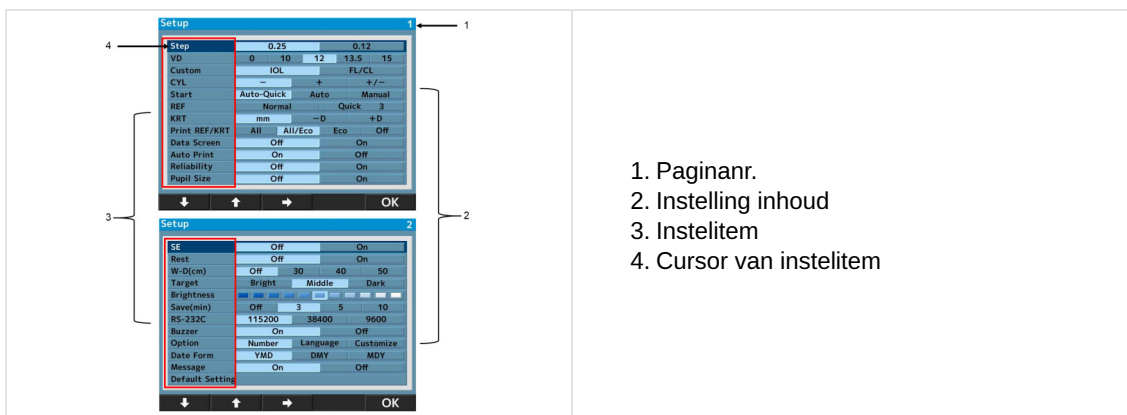 Setup 1
1
4
Step 0.25 0.12
VD 0 10 12 13.5 15
Custom IOL FL/CL
CYL − + +/−
Start Auto-Quick Auto Manual
REF Normal Quick 3
KRT mm −D +D
Print REF/KRT All All/Eco Eco Off
Data Screen Off On
Auto Print On Off
Reliability Off On
Pupil Size Off On
OK
3
2
Setup 2
SE Off On
Rest Off On
W-D(cm) Off 30 40 50
Target Bright Middle Dark
Brightness
Save(min) Off 3 5 10
RS-232C 115200 38400 9600
Buzzer On Off
Option Number Language Customize
Date Form YMD DMY MDY
Message On Off
Default Setting
OK
1. Paginanr.
2. Instelling inhoud
3. Instelitem
4. Cursor van instelitem